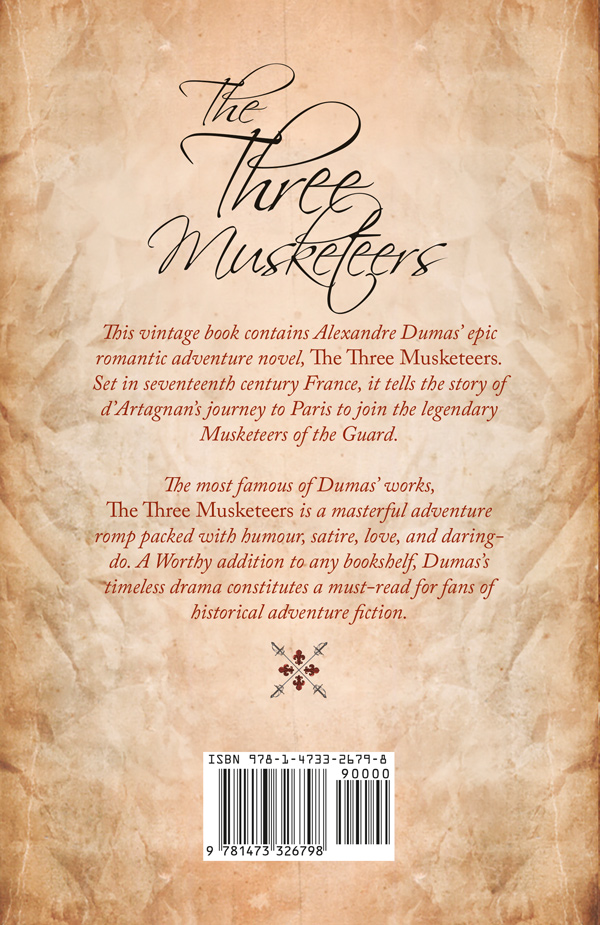 The
Three
Musketeers
This vintage book contains Alexandre Dumas' epic
romantic adventure novel, The Three Musketeers.
Set in seventeenth century France, it tells the story of
d'Artagnan's journey to Paris to join the legendary
Musketeers of the Guard.
The most famous of Dumas' works,
The Three Musketeers is a masterful adventure
romp packed with humour, satire, love, and daring-
do. A Worthy addition to any bookshelf, Dumas's
timeless drama constitutes a must-read for fans of
historical adventure fiction.
ISBN 978-1-4733-2679-8
90000
9 781473 326798